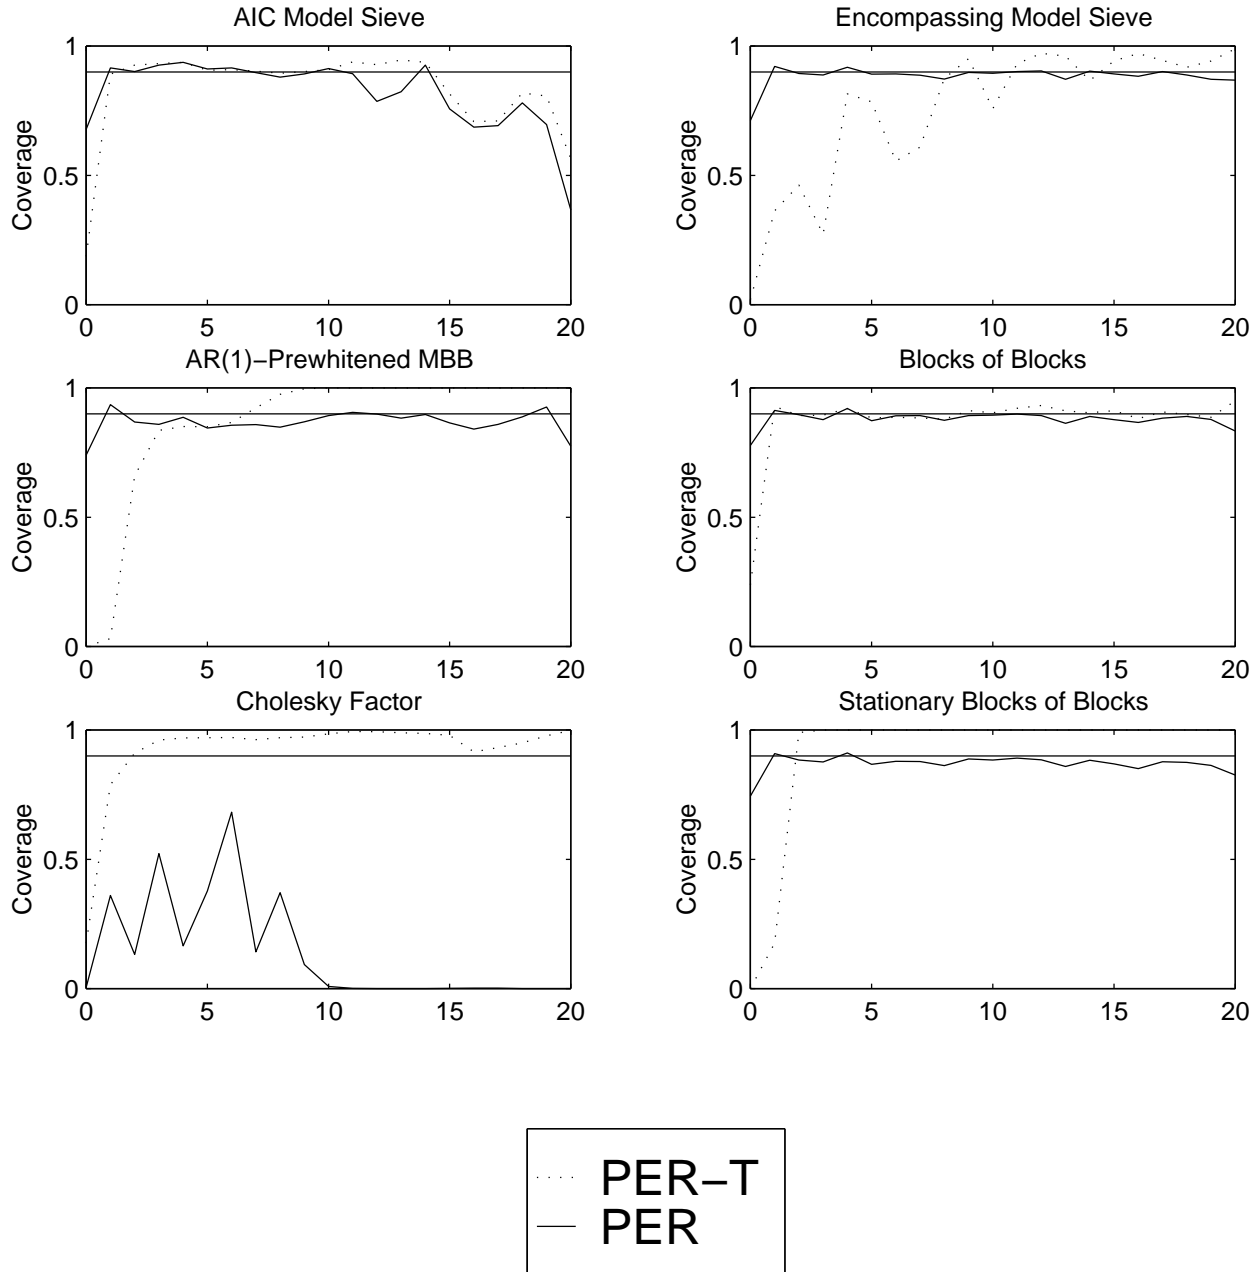 AIC Model Sieve
Coverage
1
0.5
0
0 5 10 15 20
Encompassing Model Sieve
Coverage
1
0.5
0
0 5 10 15 20
AR(1)−Prewhitened MBB
Coverage
1
0.5
0
0 5 10 15 20
Blocks of Blocks
Coverage
1
0.5
0
0 5 10 15 20
Cholesky Factor
Coverage
1
0.5
0
0 5 10 15 20
Stationary Blocks of Blocks
Coverage
1
0.5
0
0 5 10 15 20
PER−T
PER